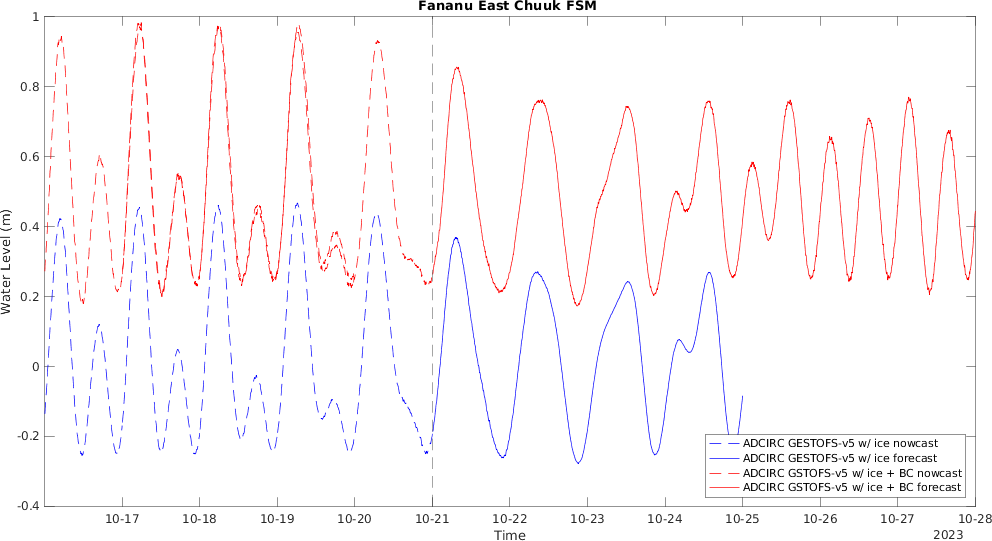 Fananu East Chuuk FSM
1
0.8
0.6
0.4
0.2
0
-0.2
-0.4
Water Level (m)
10-17 10-18 10-19 10-20 10-21 10-22 10-23 10-24 10-25 10-26 10-27 10-28
Time
2023
ADCIRC GESTOFS-v5 w/ ice nowcast
ADCIRC GESTOFS-v5 w/ ice forecast
ADCIRC GSTOFS-v5 w/ ice + BC nowcast
ADCIRC GSTOFS-v5 w/ ice + BC forecast